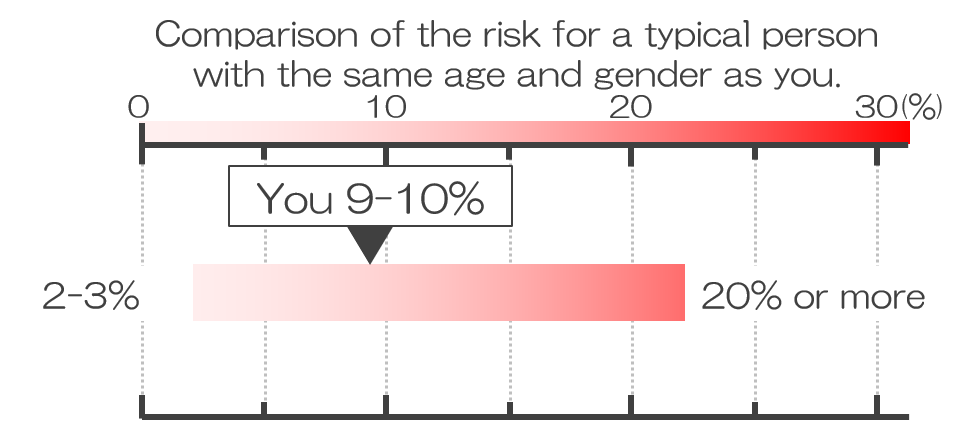 Comparison of the risk for a typical person
with the same age and gender as you.
0 10 20 30(%)
You 9-10%
2-3% 20% or more